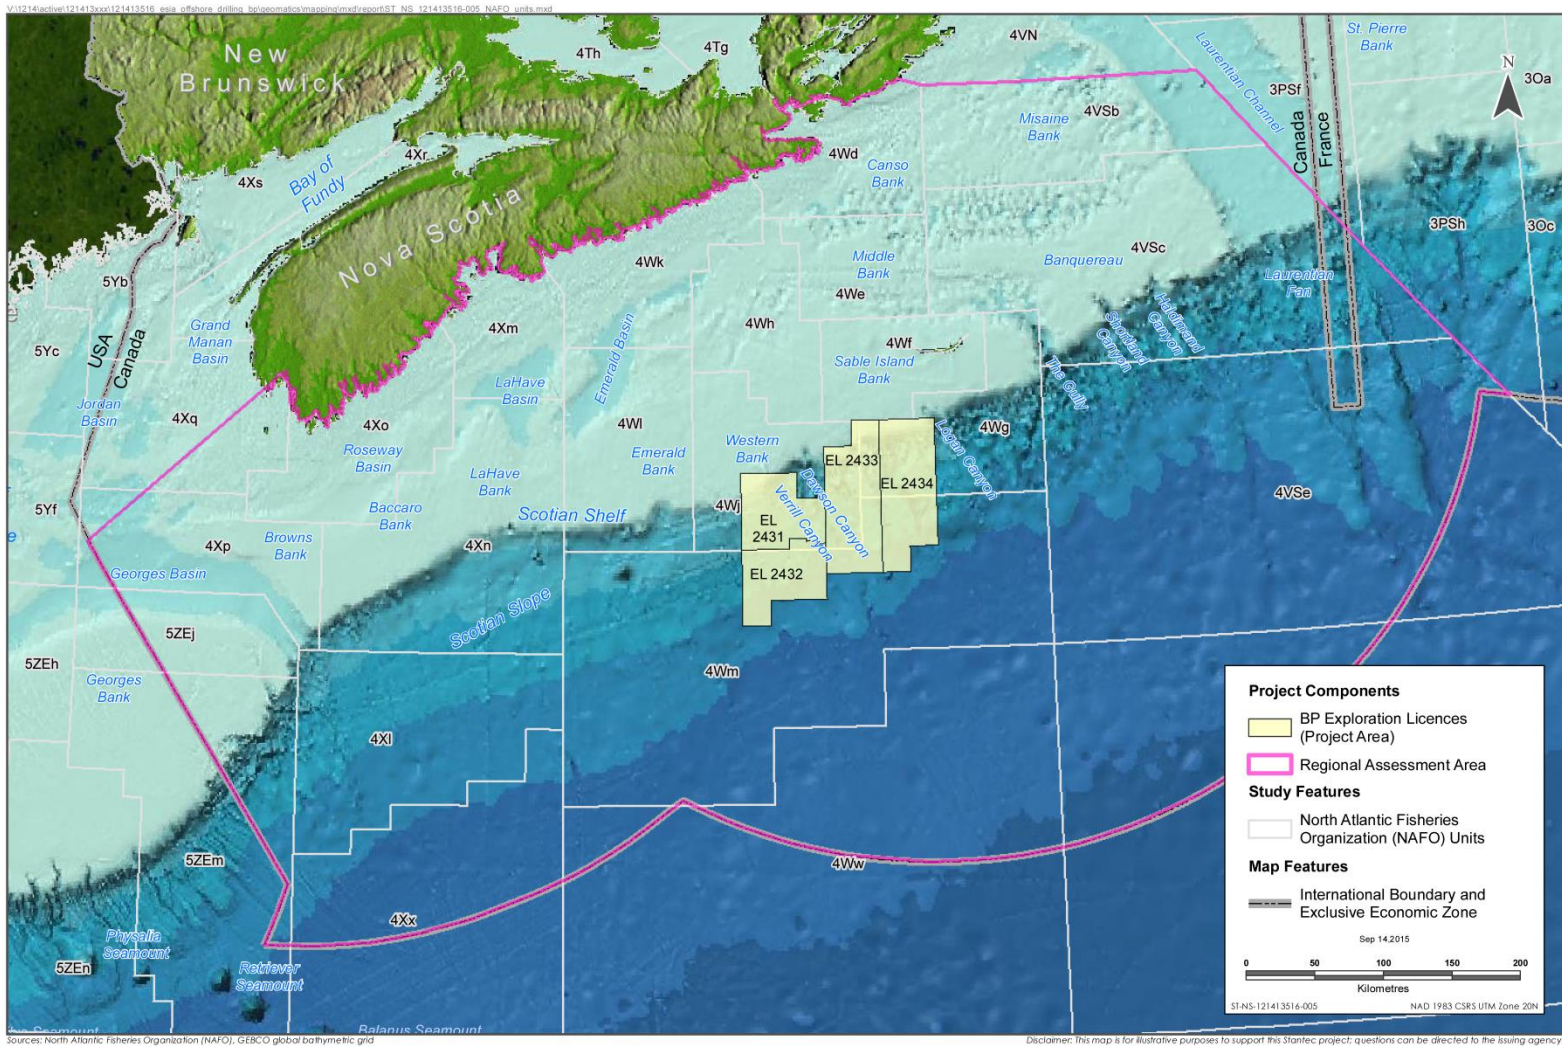 V:\1214\active\121413xxx\121413516_esia_offshore_drilling_bp\geomatics\mapping\mxd\report\ST_NS_121413516-005_NAFO_units.mxd
New
Brunswick
4Th
4Tg
4VN
Laurentian Channel
St. Pierre
Bank
N
3Oa
3PSf
Canada
France
Misaine
Bank
4VSb
4Xr
4Xs
Bay of
Fundy
4Wd
Canso
Bank
Nova Scotia
3PSh
3Oc
4VSc
Banquereau
Laurentian
Fan
Middle
Bank
4We
4Wk
5Yb
Grand
Manan
Basin
USA
Canada
5Yc
4Xm
Emerald Basin
4Wh
4Wf
Sable Island
Bank
Shortland
Canyon
Haldimand
Canyon
The Gully
LaHave
Basin
Jordan
Basin
4Xq
4Xo
Roseway
Basin
4Wl
Emerald
Bank
Western
Bank
EL 2433
EL 2434
4Wg
Logan Canyon
LaHave
Bank
4VSe
5Yf
Baccaro
Bank
Scotian Shelf
4Wj
EL
2431
Verrill Canyon
Dawson Canyon
4Xp
Browns
Bank
4Xn
Georges Basin
EL 2432
Scotian Slope
5ZEj
5ZEh
Georges
Bank
4Wm
4Xl
5ZEm
4Ww
4Xx
Physalia
Seamount
5ZEn
Retriever
Seamount
Seamount
Balanus Seamount
Project Components
BP Exploration Licences
(Project Area)
Regional Assessment Area
Study Features
North Atlantic Fisheries
Organization (NAFO) Units
Map Features
International Boundary and
Exclusive Economic Zone
Sep 14,2015
0 50 100 150 200
Kilometres
ST-NS-121413516-005 NAD 1983 CSRS UTM Zone 20N
Sources: North Atlantic Fisheries Organization (NAFO), GEBCO global bathymetric grid
Disclaimer: This map is for illustrative purposes to support this Stantec project; questions can be directed to the issuing agency